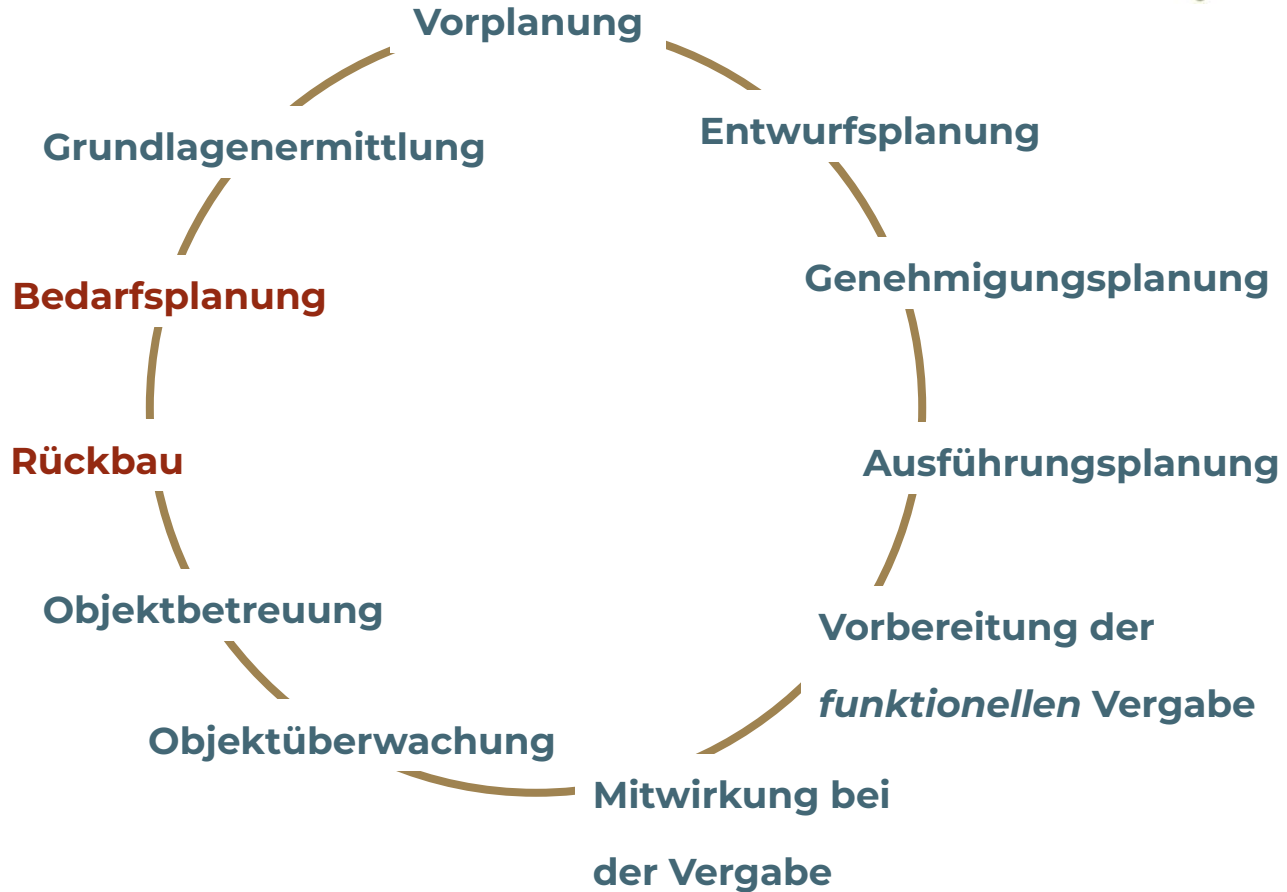 Vorplanung
Entwurfsplanung
Grundlagenermittlung
Genehmigungsplanung
Bedarfsplanung
Rückbau
Ausführungsplanung
Objektbetreuung
Vorbereitung der
funktionellen Vergabe
Objektüberwachung
Mitwirkung bei
der Vergabe